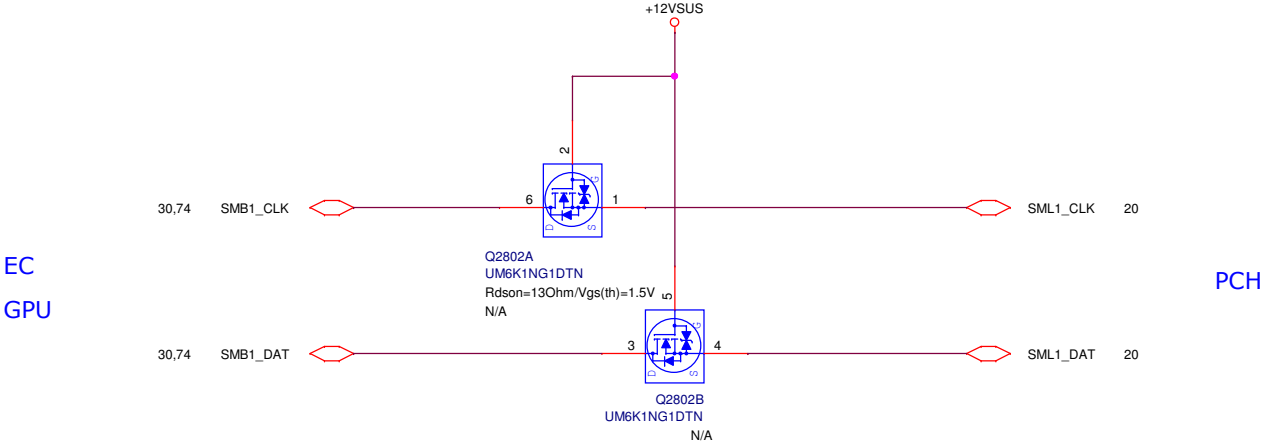 +12VSUS
2
G
30,74 SMB1_CLK 6 1 SML1_CLK 20
D S
Q2802A
EC UM6K1NG1DTN
PCH
Rdson=13Ohm/Vgs(th)=1.5V 5
GPU N/A
G
30,74 SMB1_DAT 3 4 SML1_DAT 20
D S
Q2802B
UM6K1NG1DTN
N/A